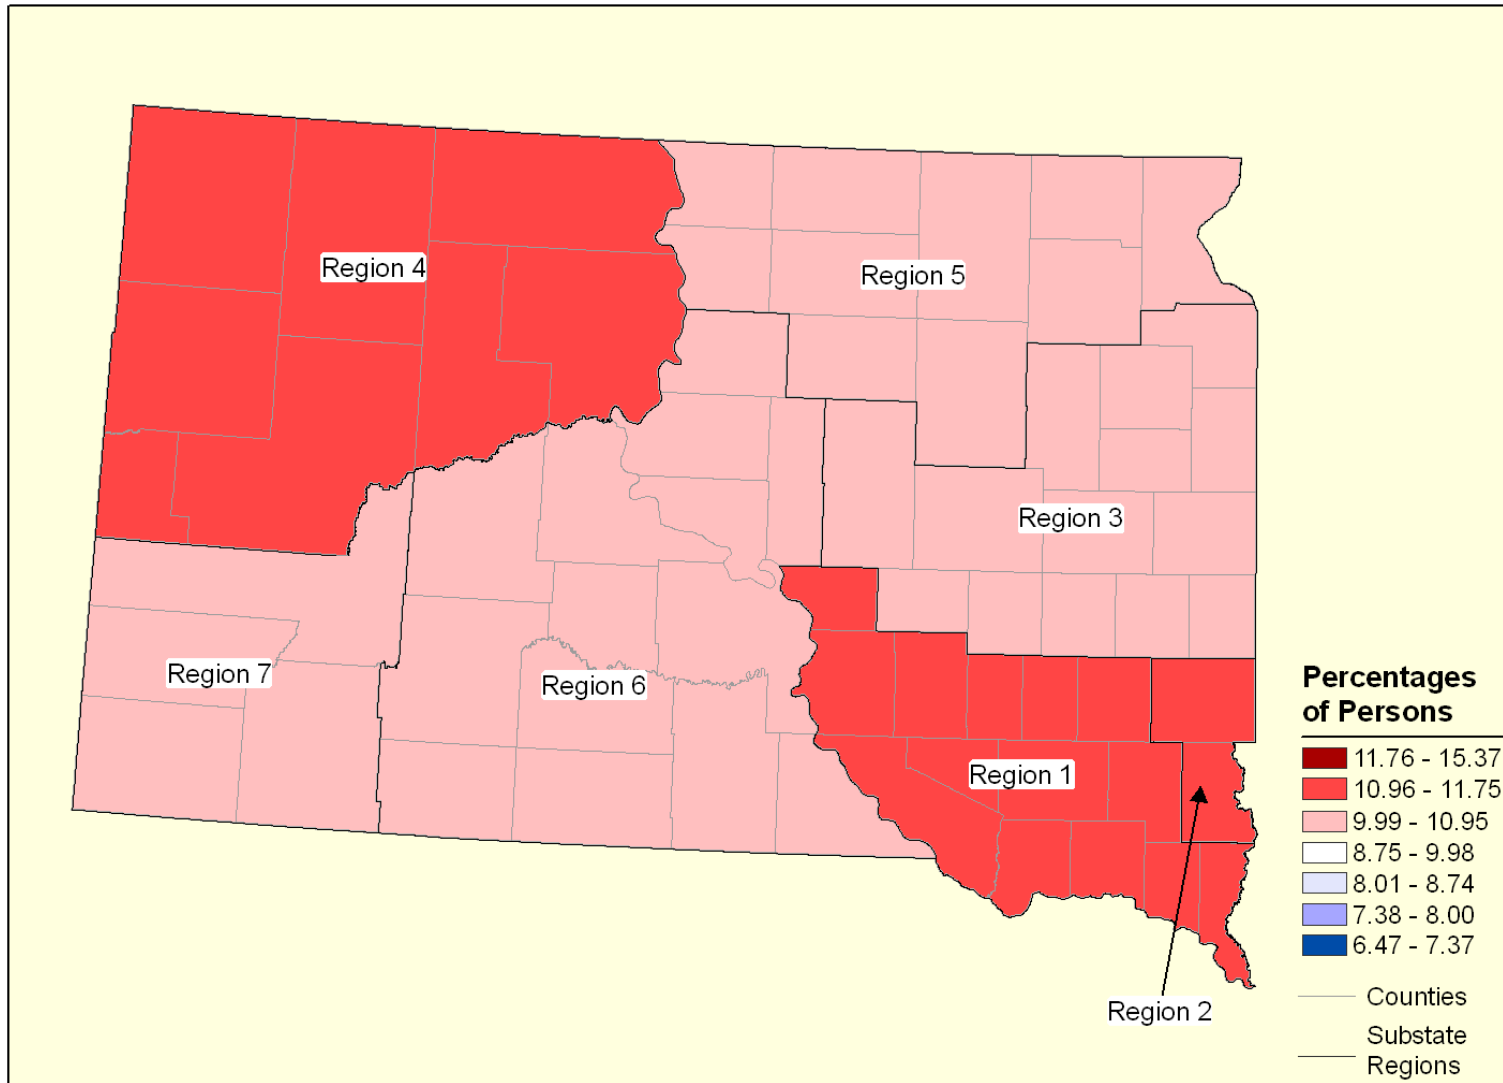 Region 4
Region 5
Region 3
Region 7
Region 6
Region 1
Region 2
Percentages
of Persons
11.76 - 15.37
10.96 - 11.75
9.99 - 10.95
8.75 - 9.98
8.01 - 8.74
7.38 - 8.00
6.47 - 7.37
Counties
Substate
Regions